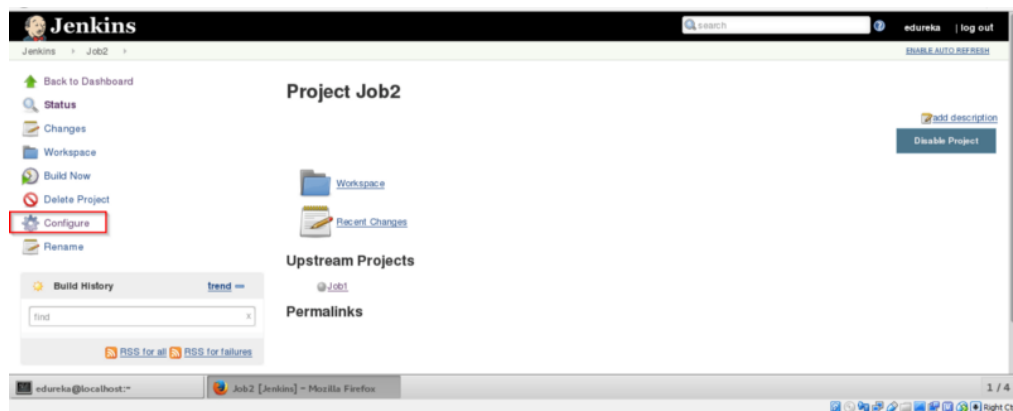 Jenkins
search
edureka | log out
Jenkins Job2
ENABLE AUTO REFRESH
Back to Dashboard
Status
Changes
Workspace
Build Now
Delete Project
Configure
Rename
Project Job2
add description
Disable Project
Workspace
Recent Changes
Upstream Projects
Job1
Permalinks
Build History trend
find x
RSS for all RSS for failures
edureka@localhost:~
Job2 [Jenkins] - Mozilla Firefox
1 / 4
Right Ct